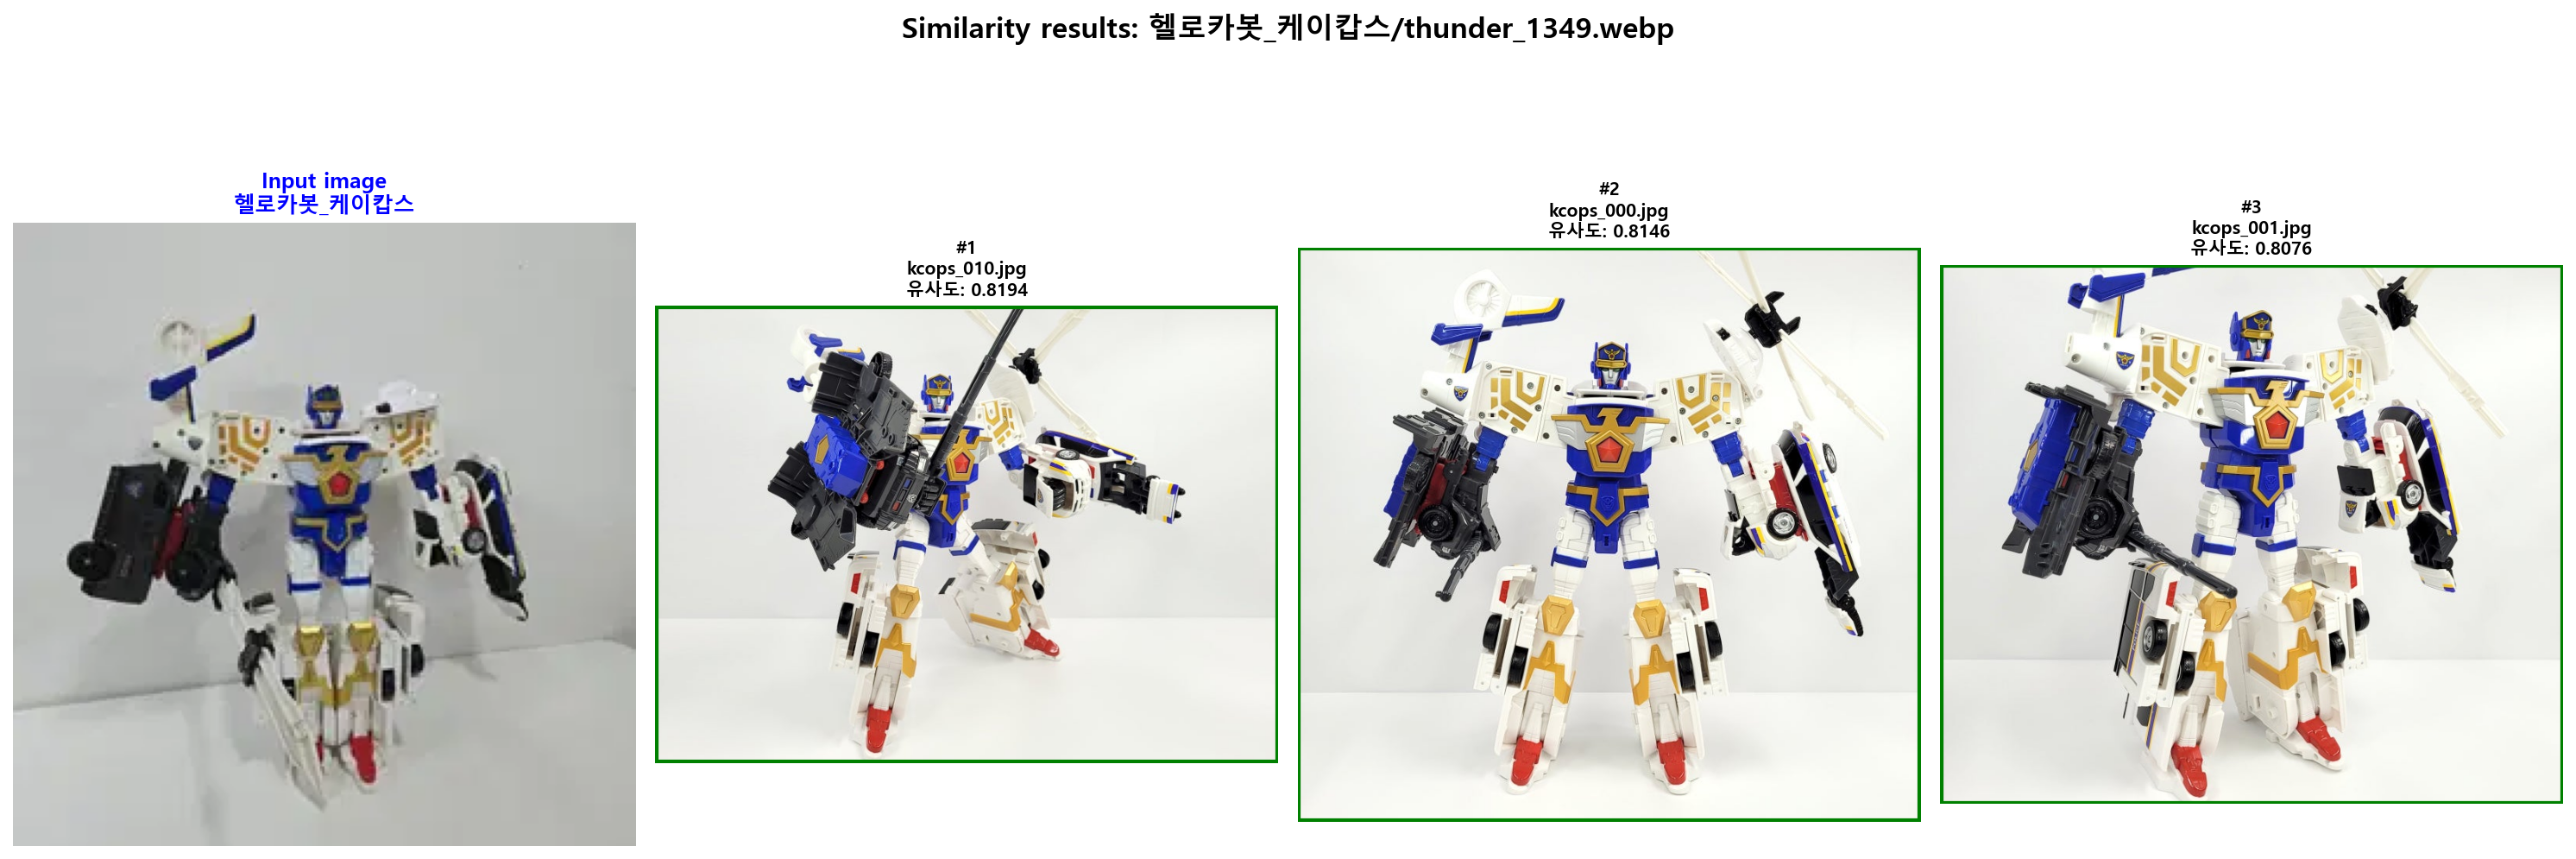 Similarity results: 헬로카봇_케이캅스/thunder_1349.webp
Input image
헬로카봇_케이캅스
#1
kcops_010.jpg
유사도: 0.8194
#2
kcops_000.jpg
유사도: 0.8146
#3
kcops_001.jpg
유사도: 0.8076